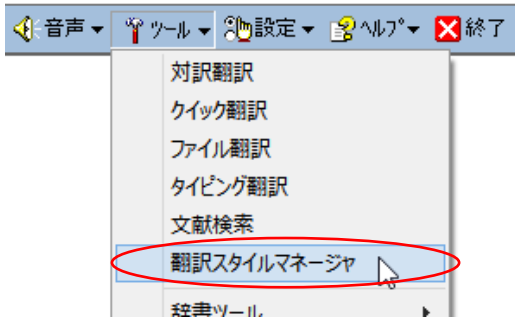 音声 ツール 設定 ヘルプ 終了
対訳翻訳
クイック翻訳
ファイル翻訳
タイピング翻訳
文献検索
翻訳スタイルマネージャ
辞書ツール